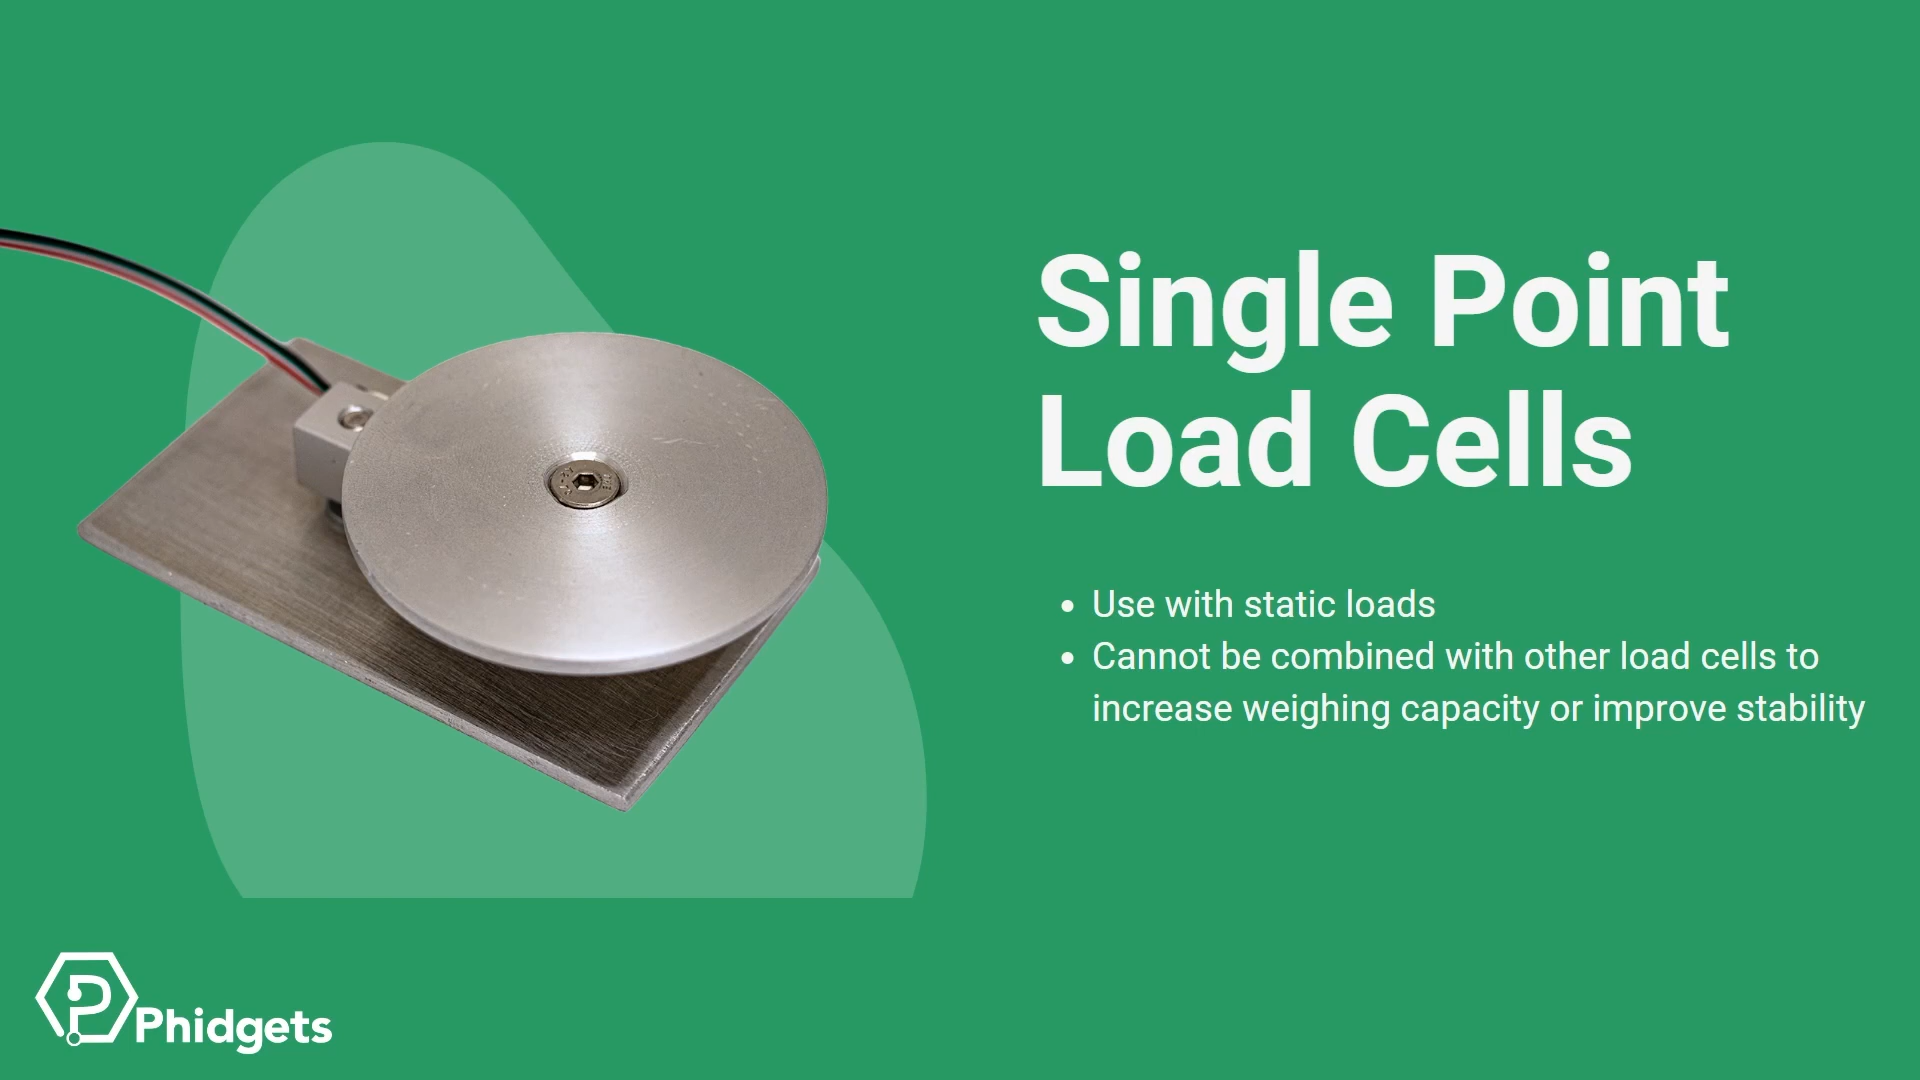 Single Point
Load Cells
• Use with static loads
• Cannot be combined with other load cells to
increase weighing capacity or improve stability
Phidgets